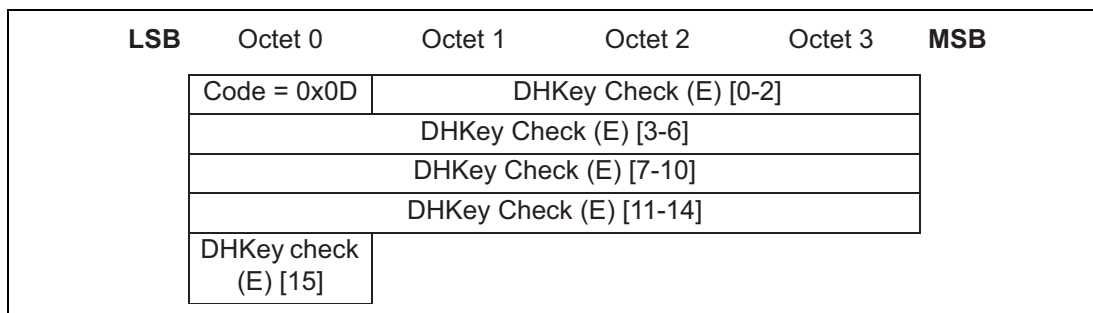 LSB Octet 0 Octet 1 Octet 2 Octet 3 MSB
Code = 0x0D DHKey Check (E) [0-2]
DHKey Check (E) [3-6]
DHKey Check (E) [7-10]
DHKey Check (E) [11-14]
DHKey check
(E) [15]